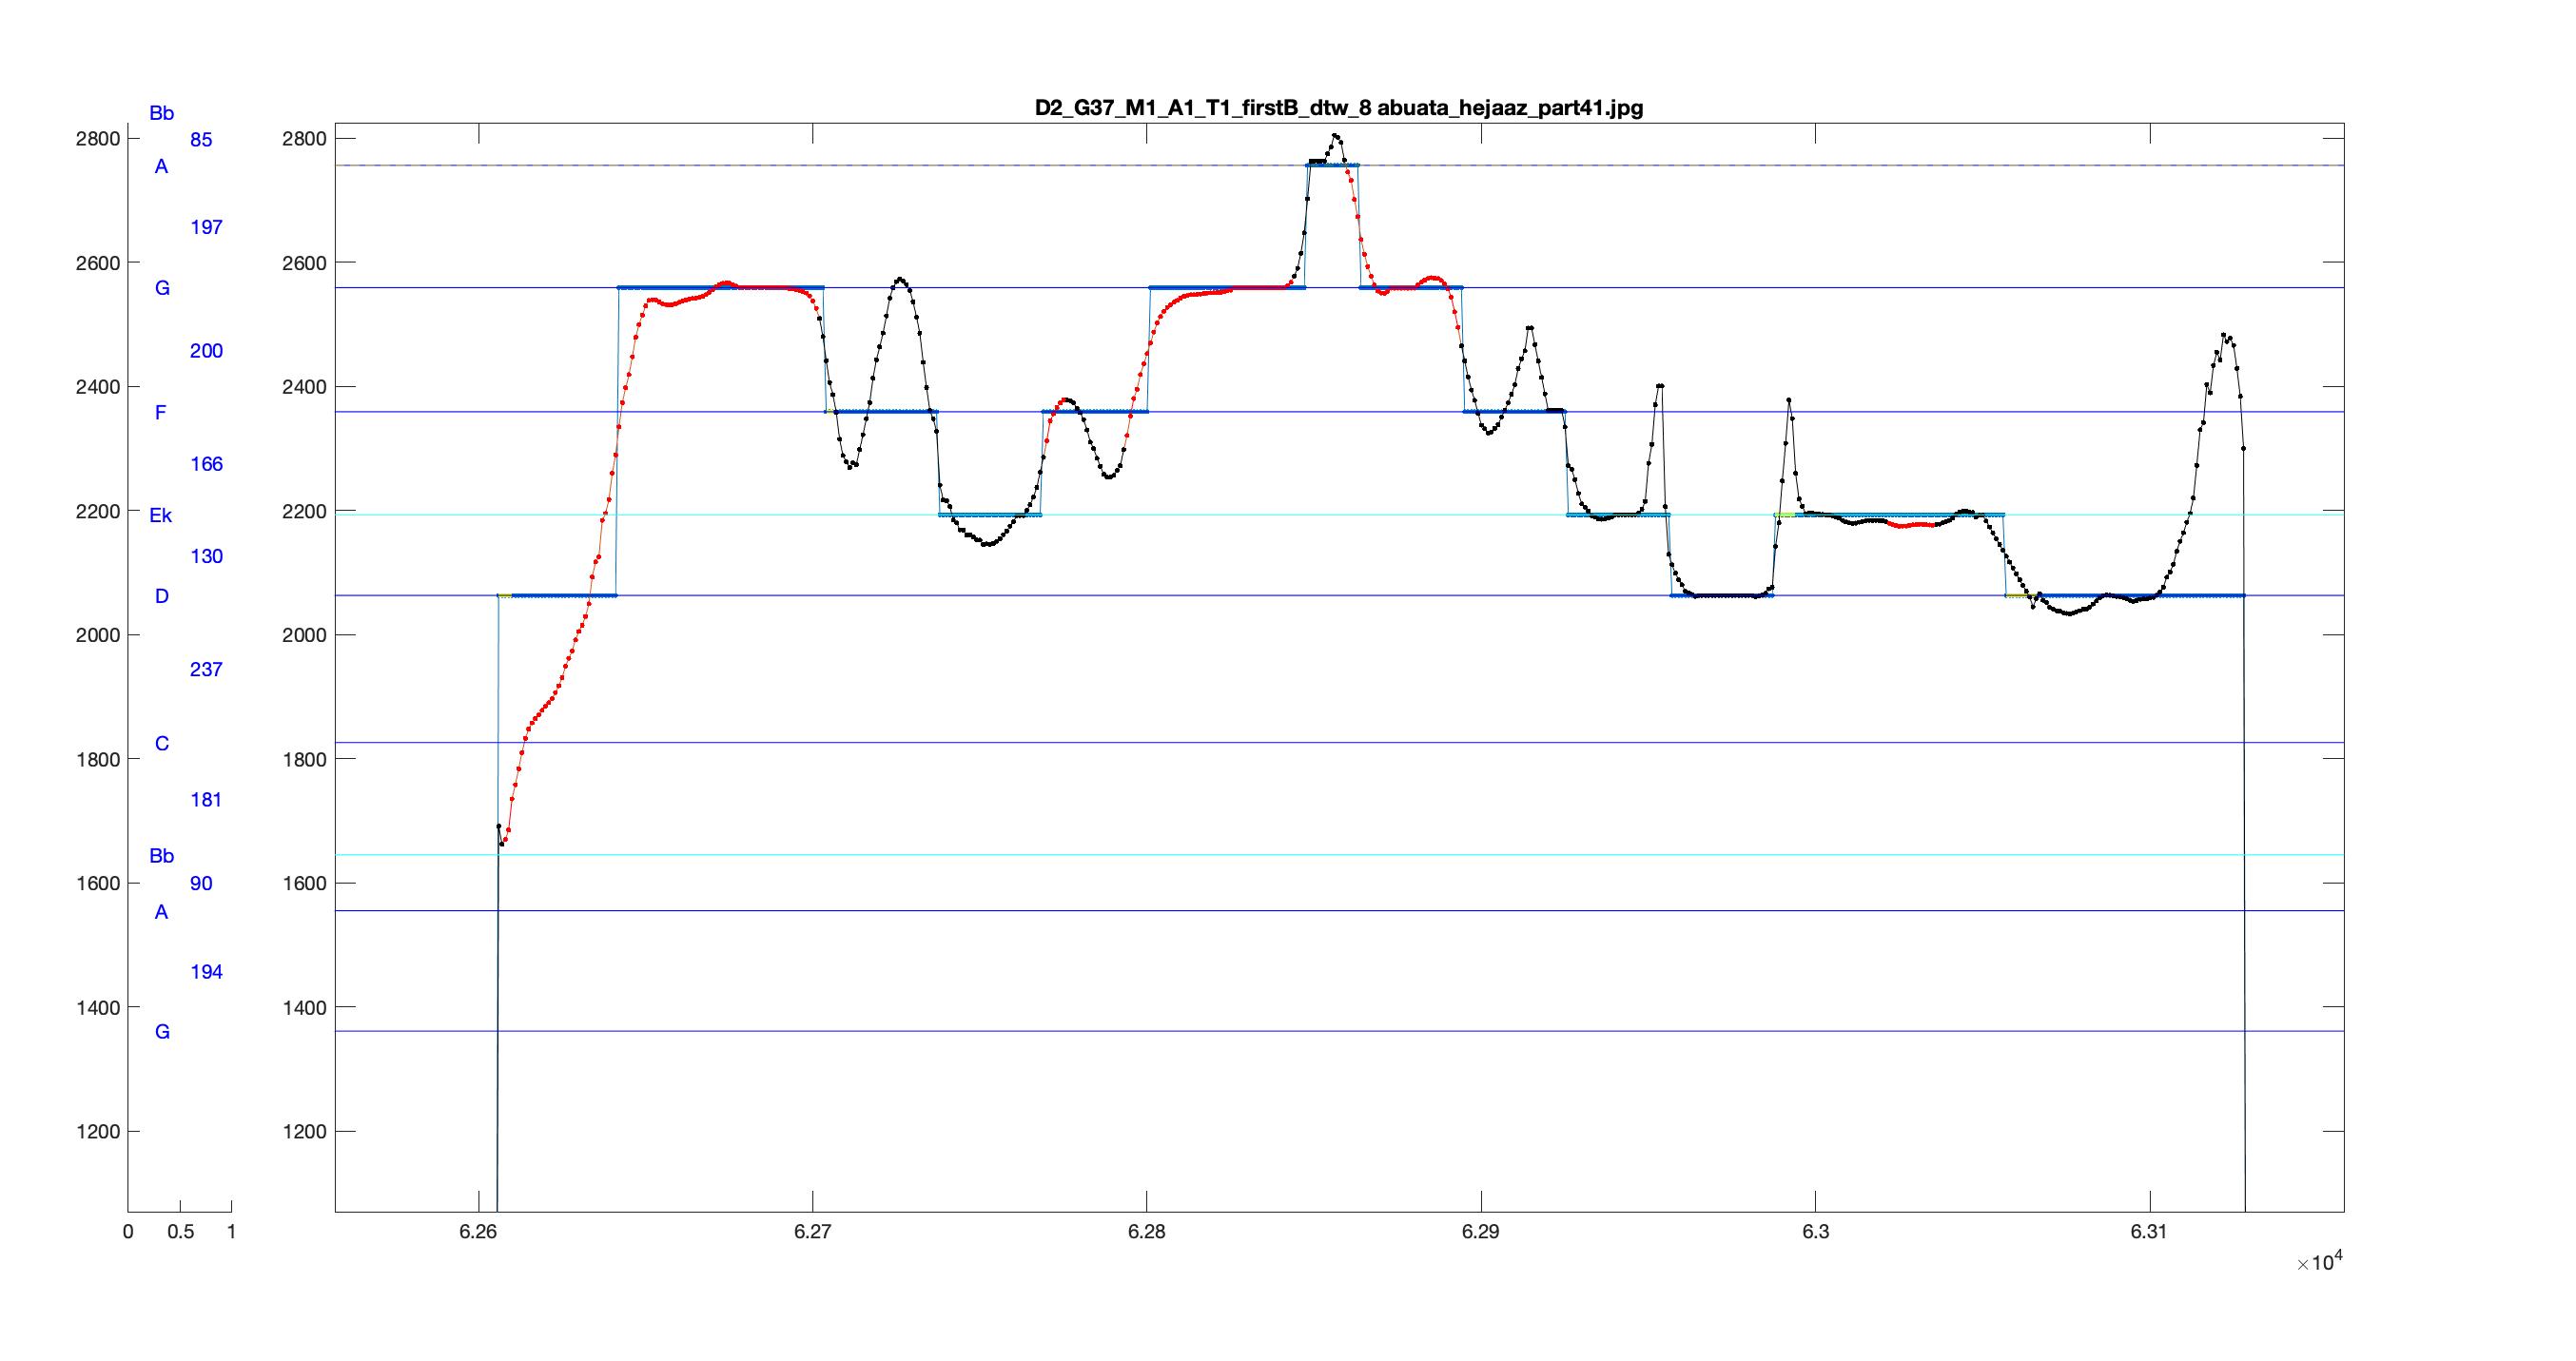 D2_G37_M1_A1_T1_firstB_dtw_8 abuata_hejaaz_part41.jpg
Bb
2800 85 2800
A
197
2600 2600
G
200
2400 2400
F
166
2200 Ek 2200
130
D
2000 2000
237
C
1800 1800
181
Bb
1600 90 1600
A
194
1400 1400
G
1200 1200
0 0.5 1 6.26 6.27 6.28 6.29 6.3 6.31
×10⁴